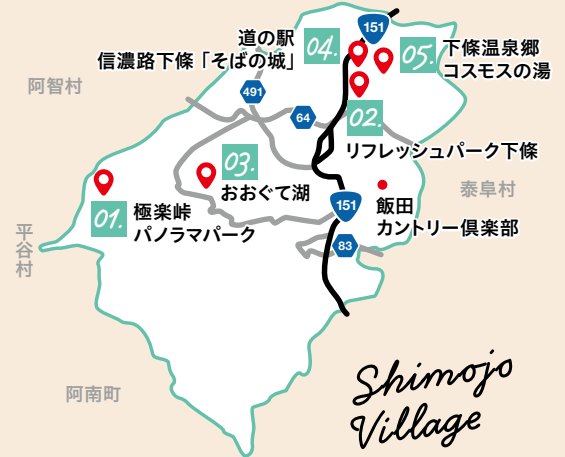 151
道の駅
信濃路下條「そばの城」
04.
05.
下條温泉郷
コスモスの湯
阿智村
491
64
02.
リフレッシュパーク下條
03.
おおぐて湖
01.
極楽峠
パノラマパーク
151
飯田
カントリー倶楽部
泰阜村
平谷村
83
阿南町
Shimojo
Village